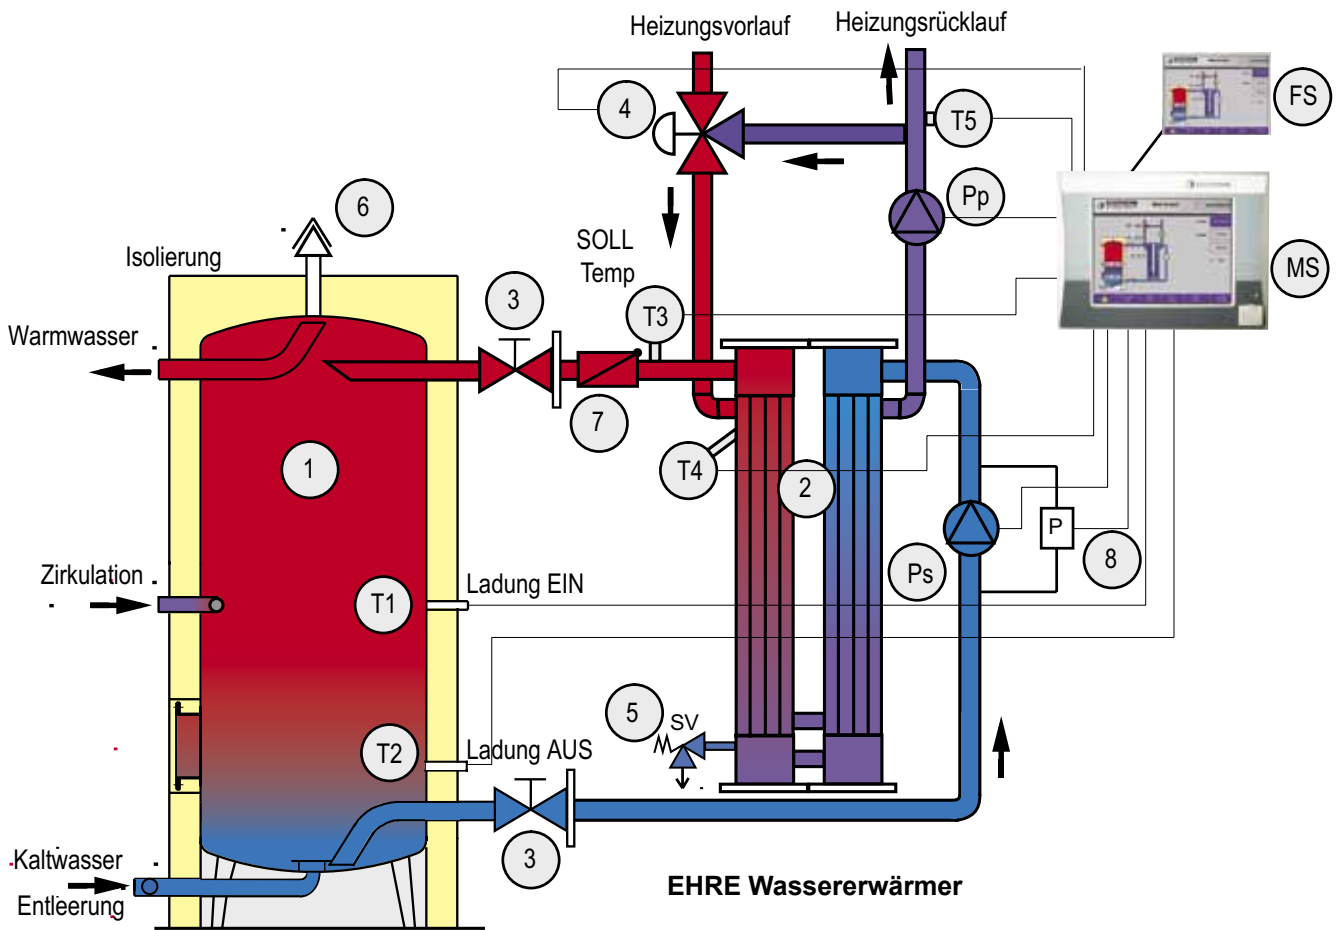 Heizungsvorlauf
Heizungsrücklauf
4
T5
FS
6
Pp
SOLL
Temp
Isolierung
MS
3
T3
Warmwasser
7
1
T4
2
P
8
Ps
Zirkulation
T1
Ladung EIN
5
SV
T2
Ladung AUS
3
Kaltwasser
Entleerung
EHRE Wassererwärmer